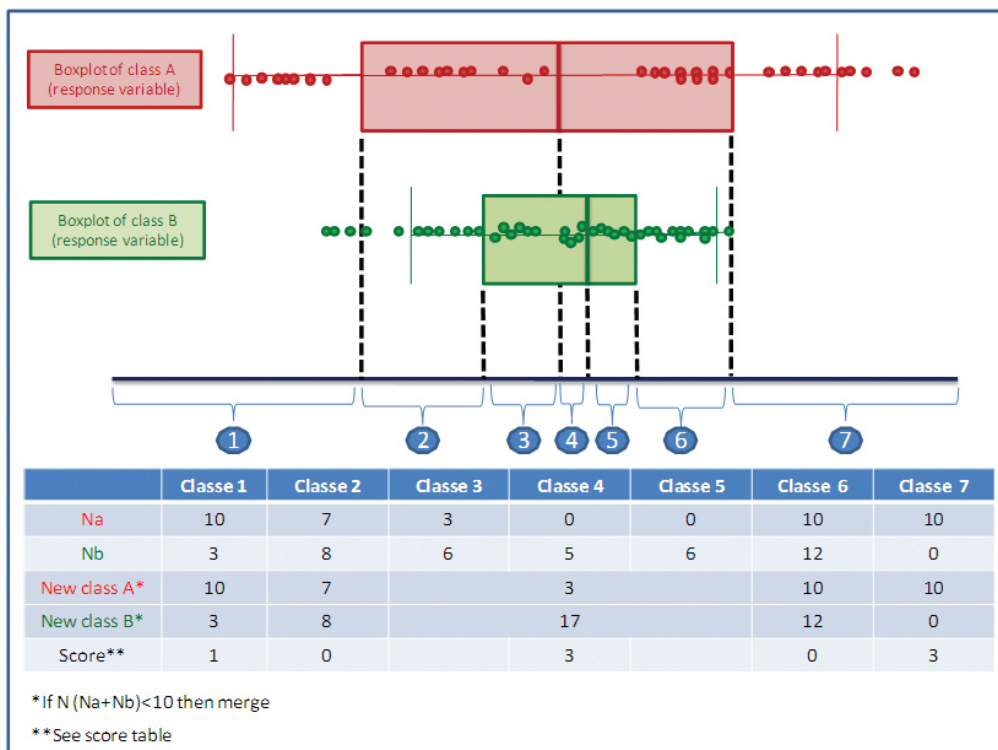 Boxplot of class A
(response variable)
Boxplot of class B
(response variable)
1 2 3 4 5 6 7
Classe 1 Classe 2 Classe 3 Classe 4 Classe 5 Classe 6 Classe 7
Na 10 7 3 0 0 10 10
Nb 3 8 6 5 6 12 0
New class A* 10 7 3 10 10
New class B* 3 8 17 12 0
Score** 1 0 3 0 3
*If N (Na+Nb)<10 then merge
**See score table